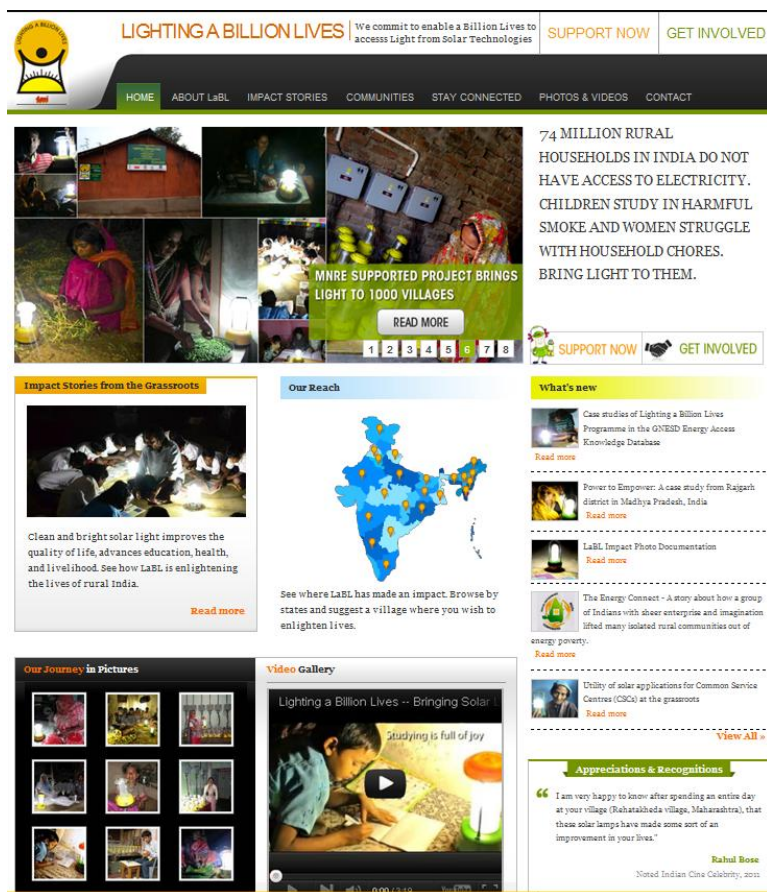 LIGHTING A BILLION LIVES
LIGHTING A BILLION LIVES
We commit to enable a Billion Lives to
accesss Light from Solar Technologies
SUPPORT NOW
GET INVOLVED
teri
HOME
ABOUT LaBL
IMPACT STORIES
COMMUNITIES
STAY CONNECTED
PHOTOS & VIDEOS
CONTACT
MNRE SUPPORTED PROJECT BRINGS
LIGHT TO 1000 VILLAGES
READ MORE
1 2 3 4 5 6 7 8
74 MILLION RURAL
HOUSEHOLDS IN INDIA DO NOT
HAVE ACCESS TO ELECTRICITY.
CHILDREN STUDY IN HARMFUL
SMOKE AND WOMEN STRUGGLE
WITH HOUSEHOLD CHORES.
BRING LIGHT TO THEM.
SUPPORT NOW
GET INVOLVED
Impact Stories from the Grassroots
Clean and bright solar light improves the
quality of life, advances education, health,
and livelihood. See how LaBL is enlightening
the lives of rural India.
Read more
Our Reach
See where LaBL has made an impact. Browse by
states and suggest a village where you wish to
enlighten lives.
What's new
Case studies of Lighting a Billion Lives
Programme in the GNESD Energy Access
Knowledge Database
Read more
Power to Empower: A case study from Rajgarh
district in Madhya Pradesh, India
Read more
LaBL Impact Photo Documentation
Read more
The Energy Connect - A story about how a group
of Indians with sheer enterprise and imagination
lifted many isolated rural communities out of
energy poverty.
Read more
Utility of solar applications for Common Service
Centres (CSCs) at the grassroots
Read more
View All »
Our Journey in Pictures
Video Gallery
Lighting a Billion Lives -- Bringing Solar L
Studying is full of joy
0:00 / 3:19
YouTube
Appreciations & Recognitions
“ I am very happy to know after spending an entire day
at your village (Rehatakheda village, Maharashtra), that
these solar lamps have made some sort of an
improvement in your lives."
Rahul Bose
Noted Indian Cine Celebrity, 2011